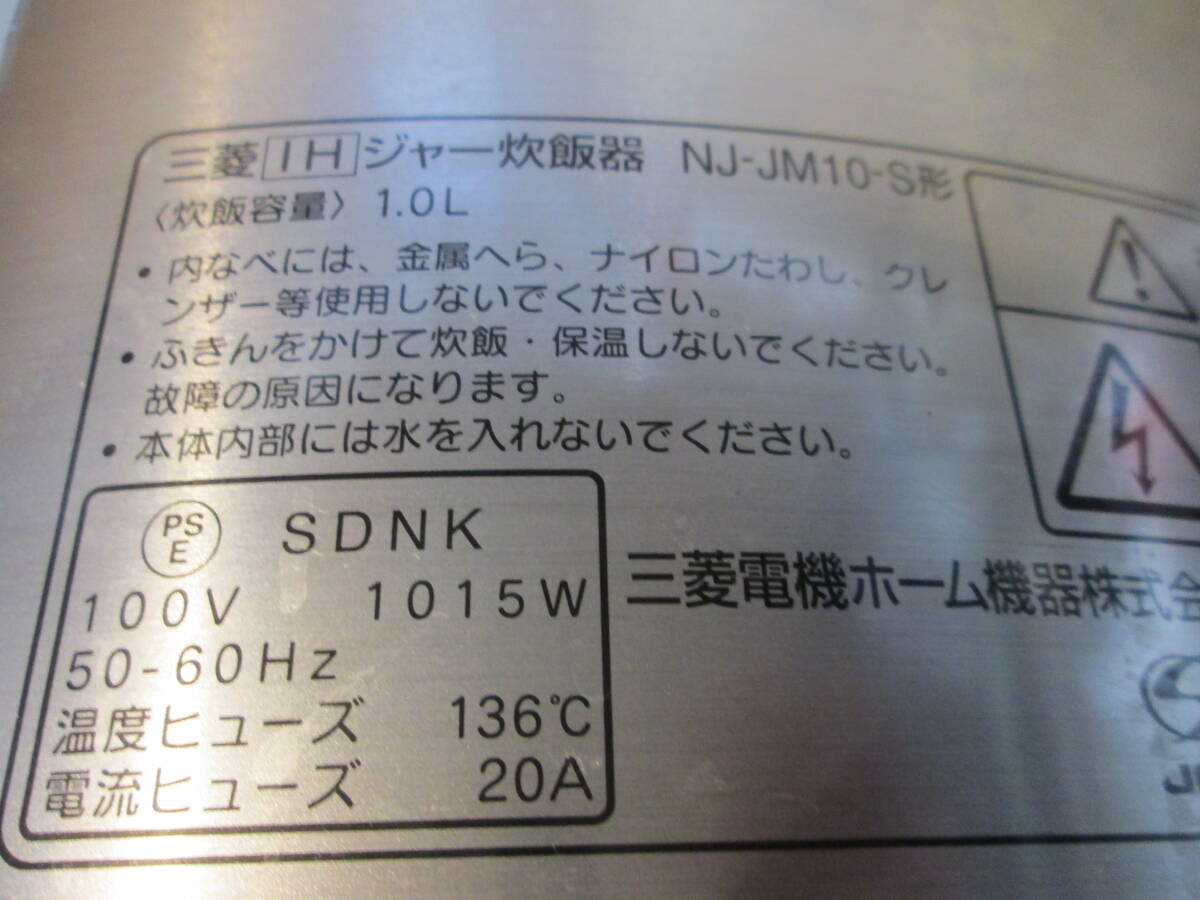 三菱IHジャー炊飯器 NJ-JM10-S形
〈炊飯容量〉 1.0L
・内なべには、金属へら、ナイロンたわし、クレ
ンザー等使用しないでください。
・ふきんをかけて炊飯・保温しないでください。
故障の原因になります。
・本体内部には水を入れないでください。
PS
E
SDNK
100V 1015W
50-60Hz
温度ヒューズ 136℃
電流ヒューズ 20A
三菱電機ホーム機器株式会